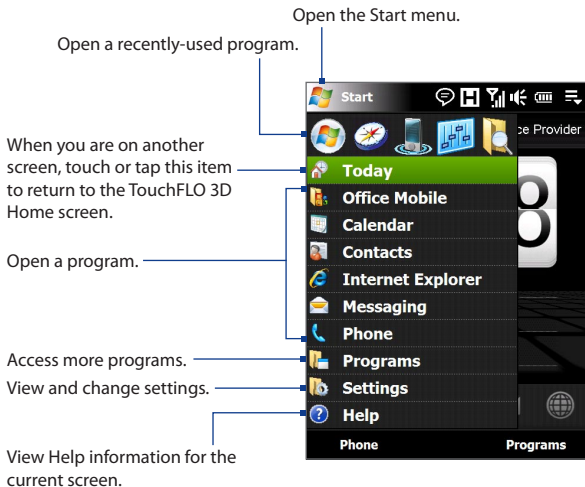 Open the Start menu.
Open a recently-used program.
When you are on another
screen, touch or tap this item
to return to the TouchFLO 3D
Home screen.
Open a program.
Access more programs.
View and change settings.
View Help information for the
current screen.
Start
H
ce Provider
Today
Office Mobile
Calendar
Contacts
Internet Explorer
Messaging
Phone
Programs
Settings
Help
Phone
Programs